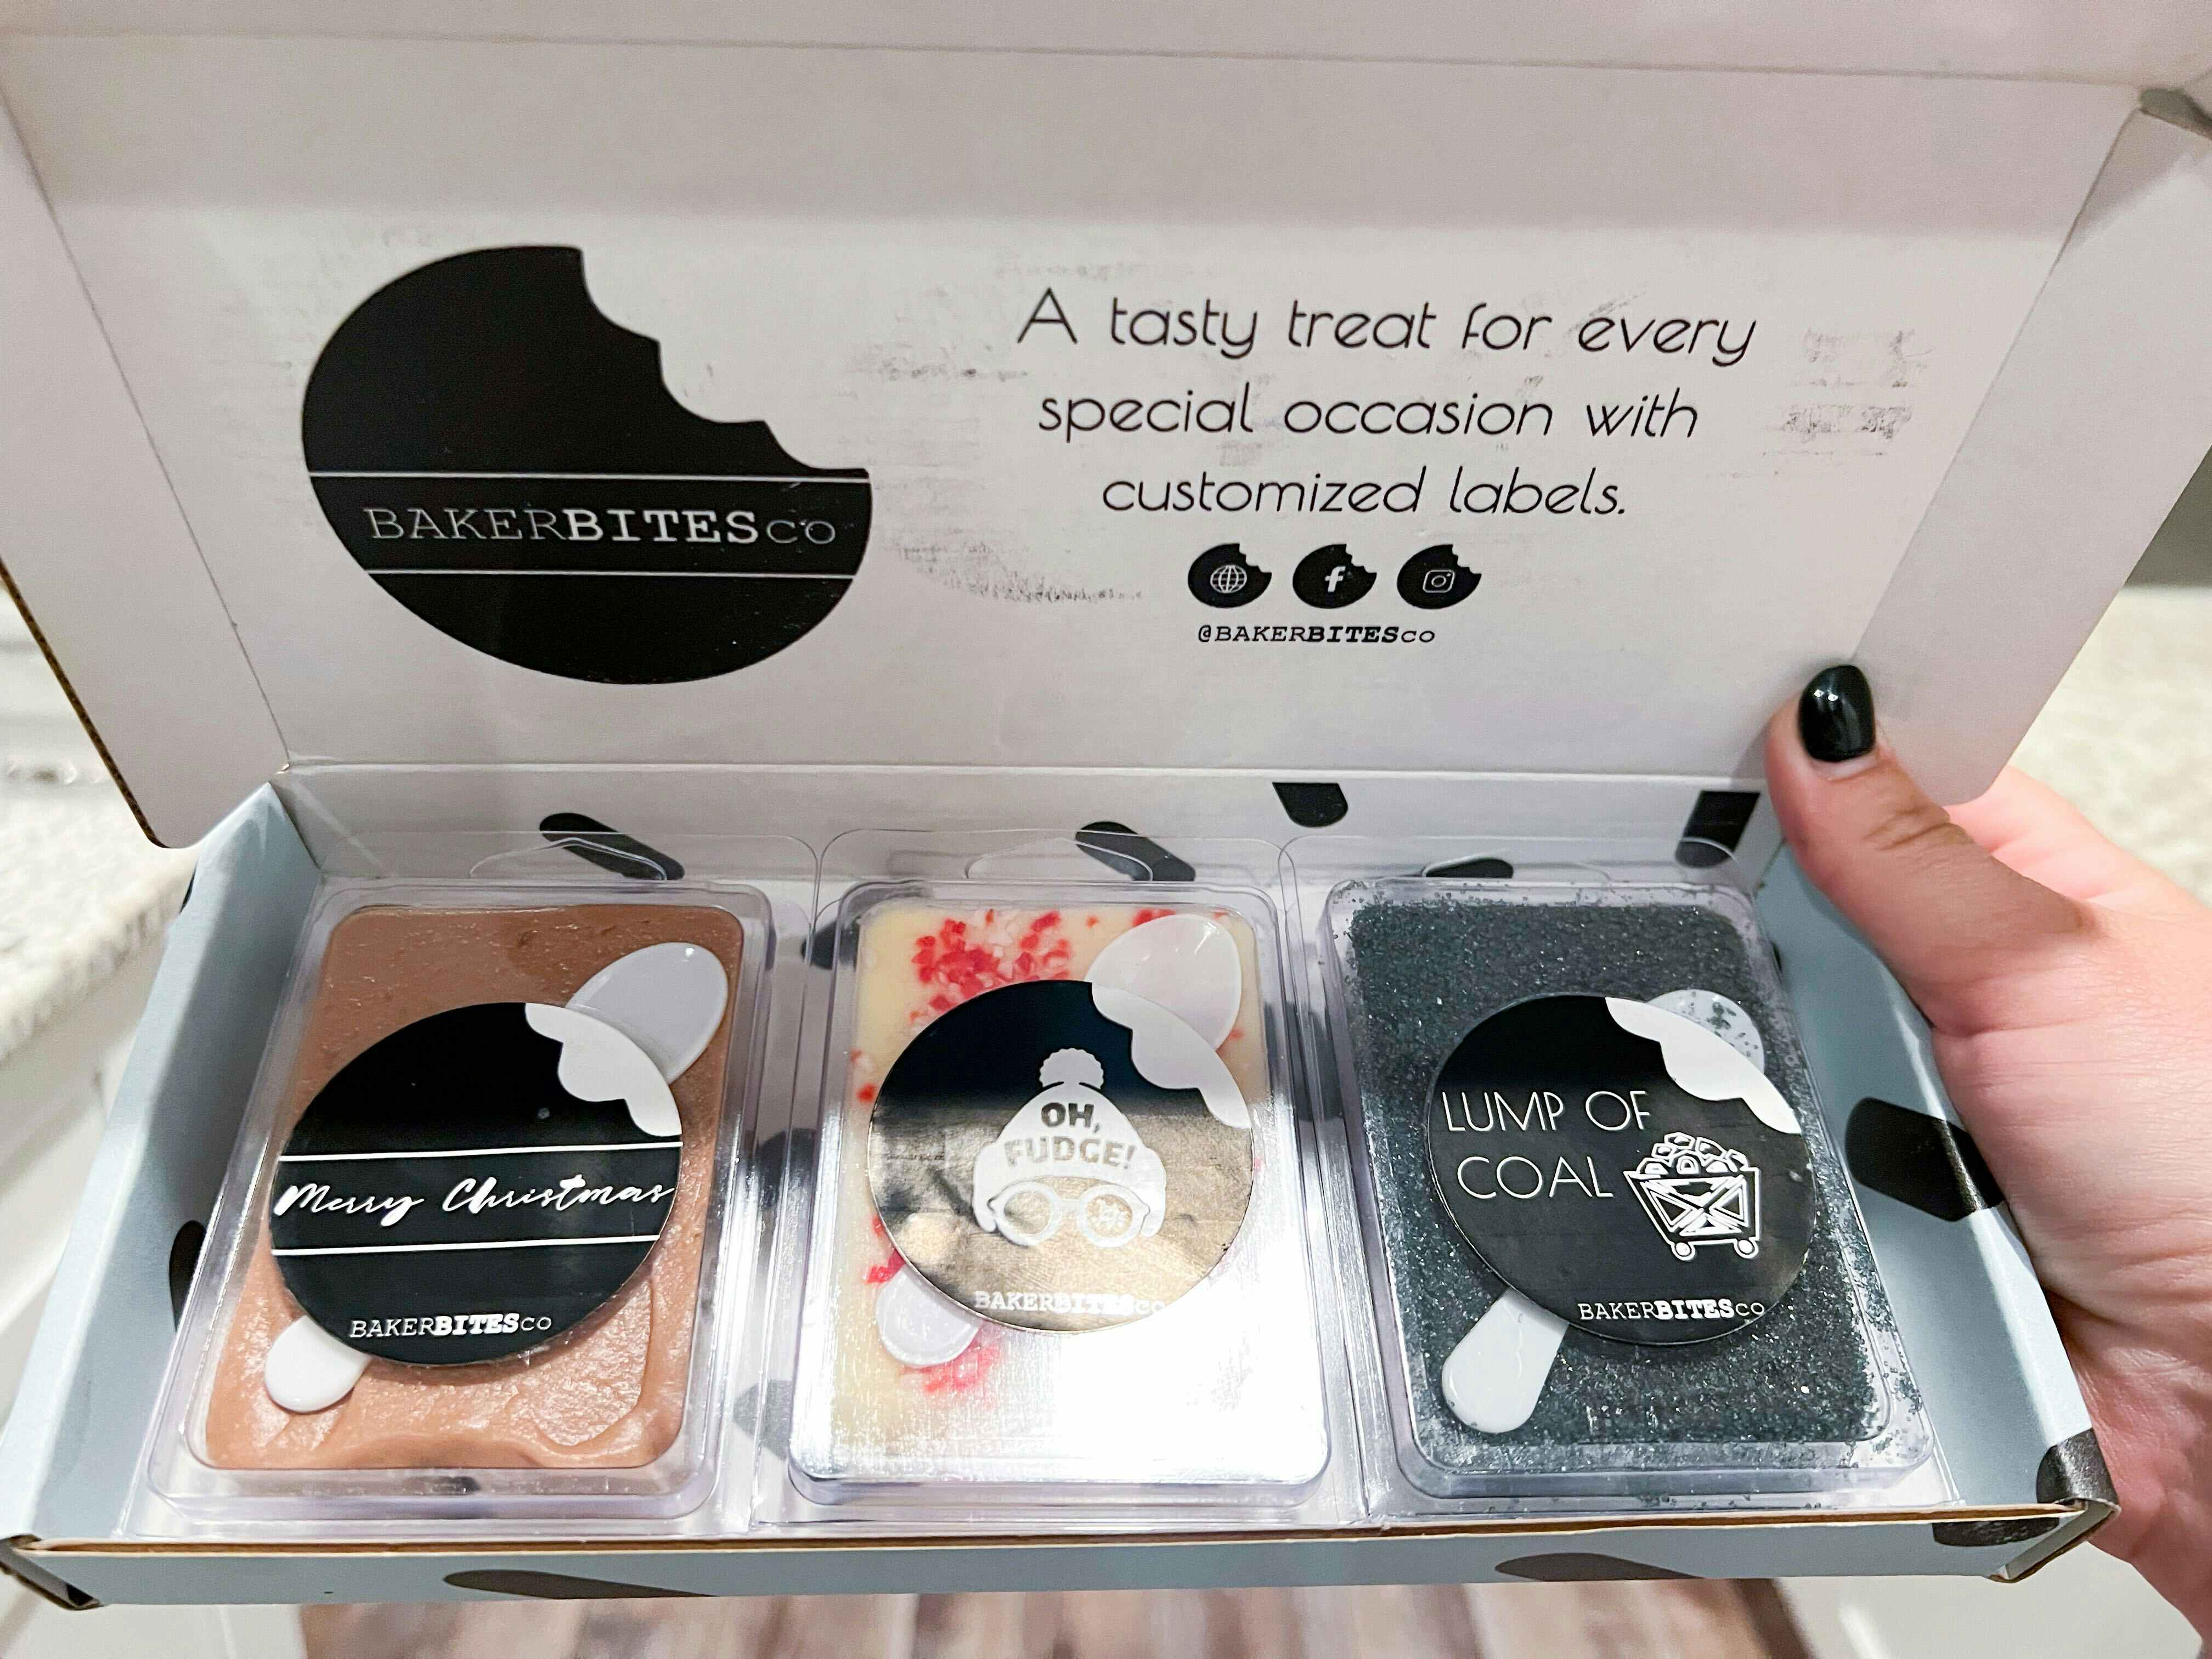 BAKERBITESCO
A tasty treat for every
special occasion with
customized labels.
@BAKERBITESCO
Merry Christmas
BAKERBITESCO
OH,
FUDGE!
BAKERBITESCO
LUMP OF
COAL
BAKERBITESCO